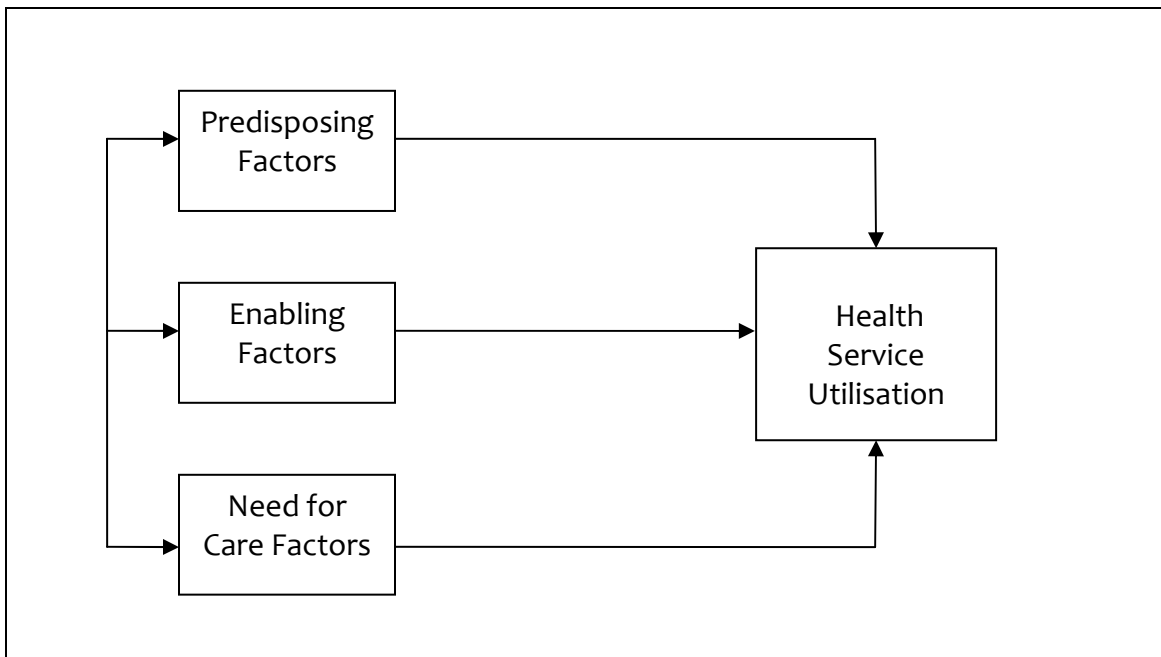 Predisposing
Factors
Enabling
Factors
Need for
Care Factors
Health
Service
Utilisation